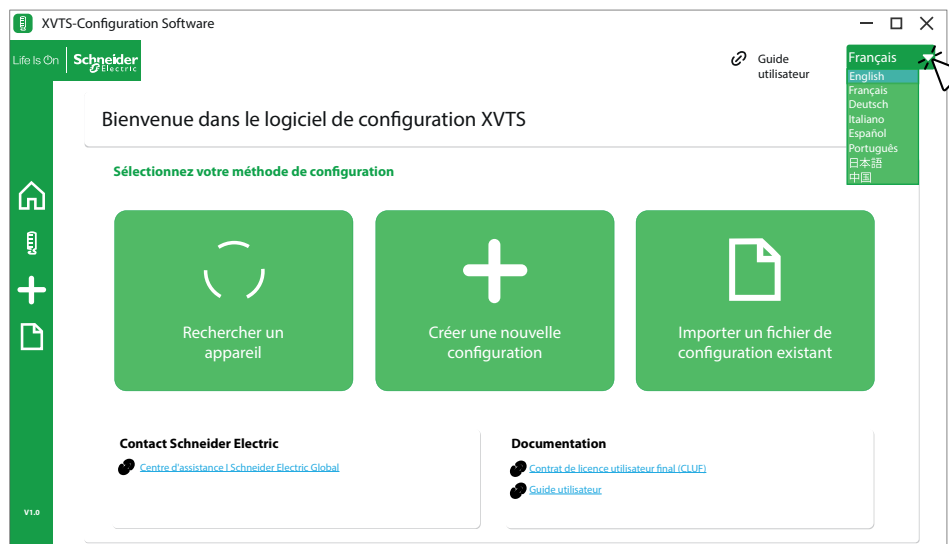 XVTS-Configuration Software
Life Is On | Schneider
Electric
Guide
utilisateur
Français
English
Français
Deutsch
Italiano
Español
Português
日本語
中国
Bienvenue dans le logiciel de configuration XVTS
Sélectionnez votre méthode de configuration
Rechercher un
appareil
Créer une nouvelle
configuration
Importer un fichier de
configuration existant
Contact Schneider Electric
Centre d'assistance I Schneider Electric Global
Documentation
Contrat de licence utilisateur final (CLUF)
Guide utilisateur
V1.0